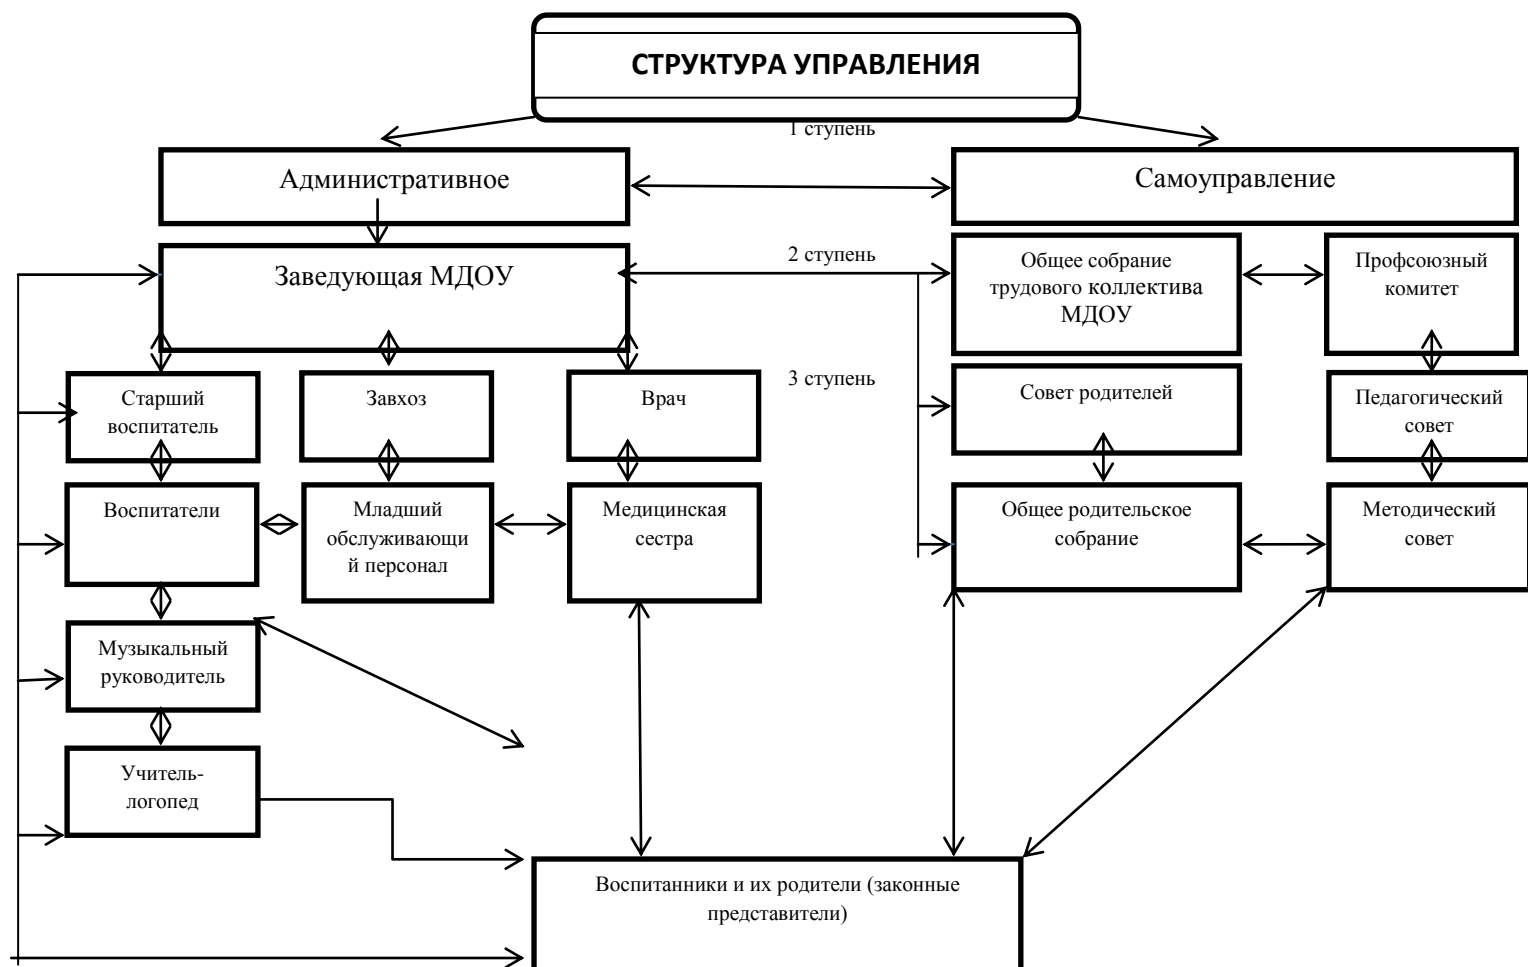 СТРУКТУРА УПРАВЛЕНИЯ
1 ступень
Административное
Самоуправление
2 ступень
Заведующая МДОУ
Общее собрание
трудового коллектива
МДОУ
Профсоюзный
комитет
3 ступень
Старший
воспитатель
Завхоз
Врач
Совет родителей
Педагогический
совет
Воспитатели
Младший
обслуживающи
й персонал
Медицинская
сестра
Общее родительское
собрание
Методический
совет
Музыкальный
руководитель
Учитель-
логопед
Воспитанники и их родители (законные
представители)